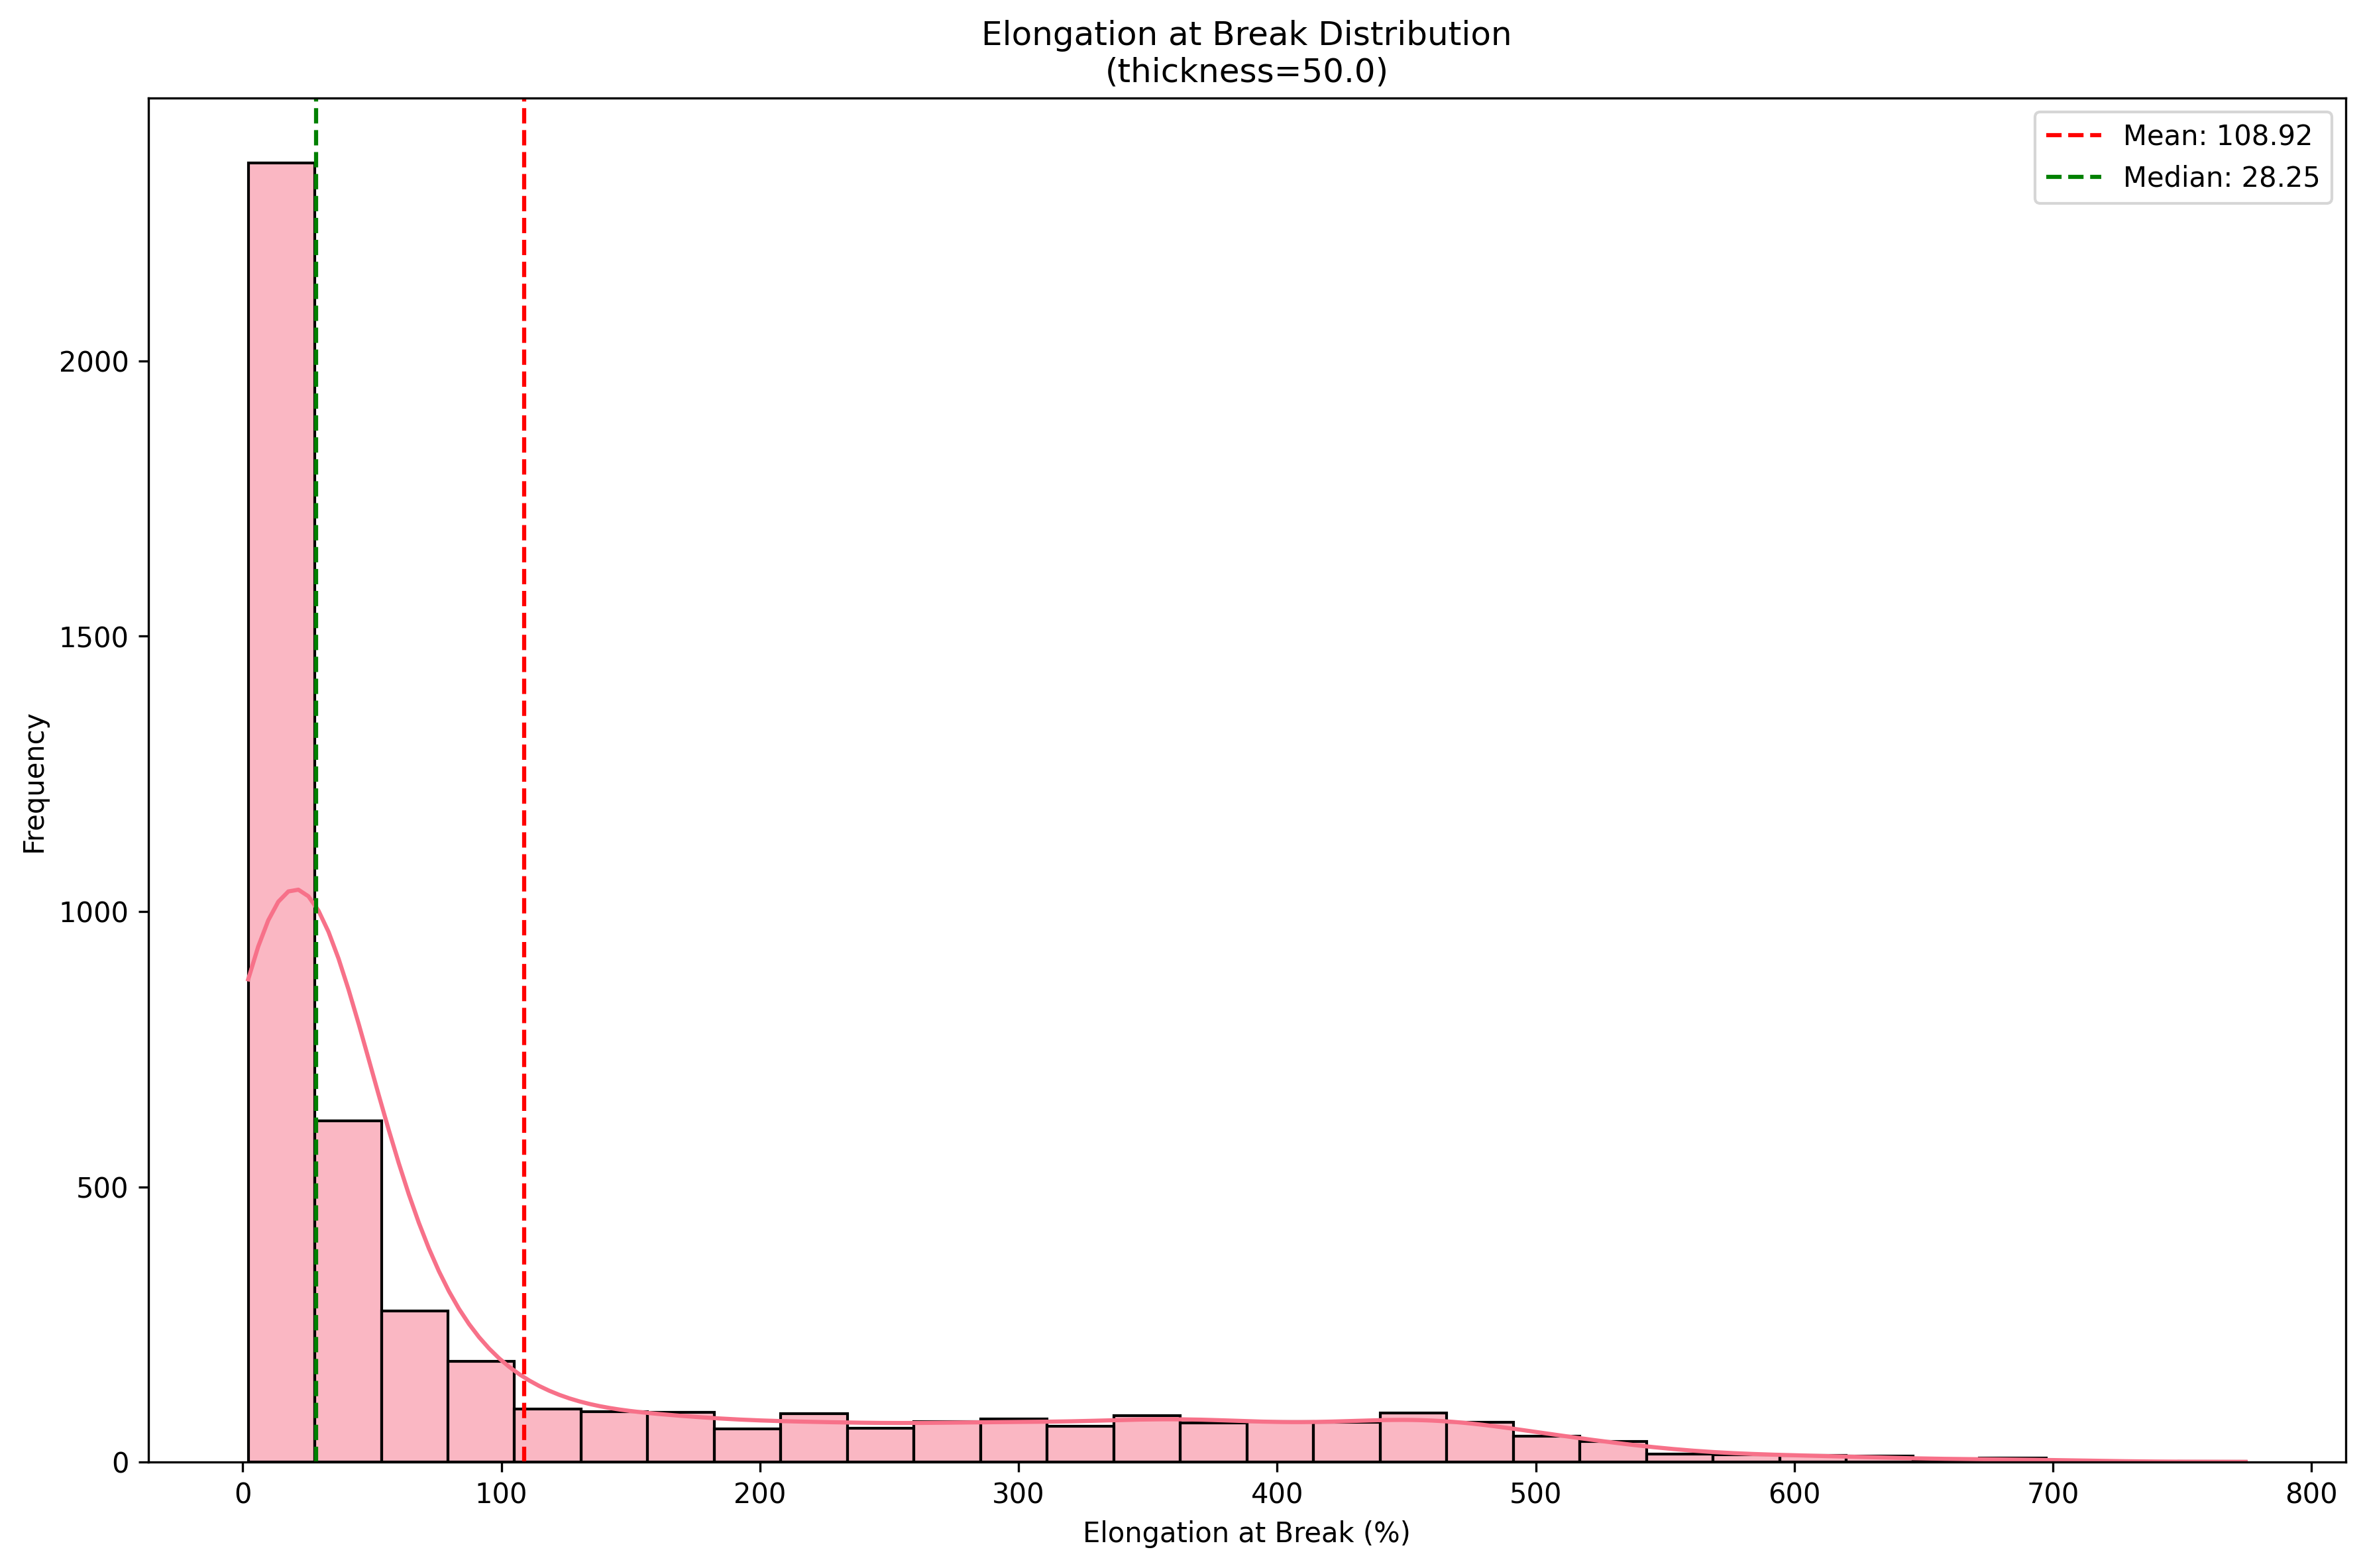 Elongation at Break Distribution
(thickness=50.0)
Mean: 108.92
Median: 28.25
Frequency
2000
1500
1000
500
0
0 100 200 300 400 500 600 700 800
Elongation at Break (%)